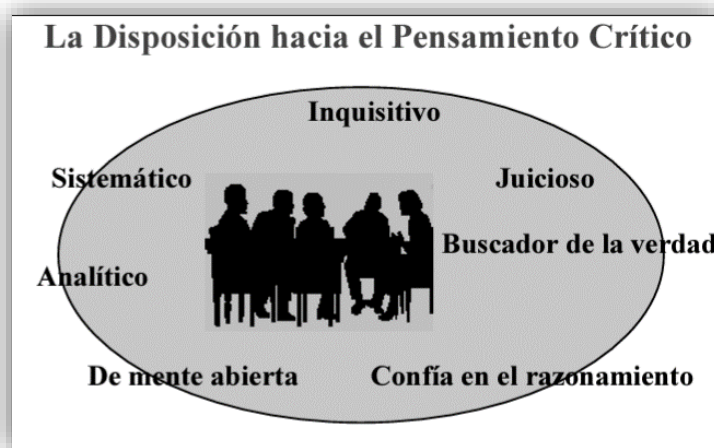 La Disposición hacia el Pensamiento Crítico
Inquisitivo
Sistemático
Juicioso
Buscador de la verdad
Analítico
De mente abierta
Confía en el razonamiento